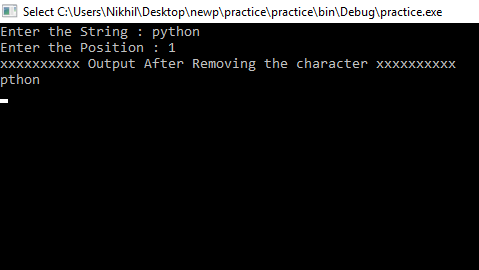 Select C:\Users\Nikhil\Desktop\newp\practice\practice\bin\Debug\practice.exe
Enter the String : python
Enter the Position : 1
xxxxxxxxxx Output After Removing the character xxxxxxxxxx
pthon